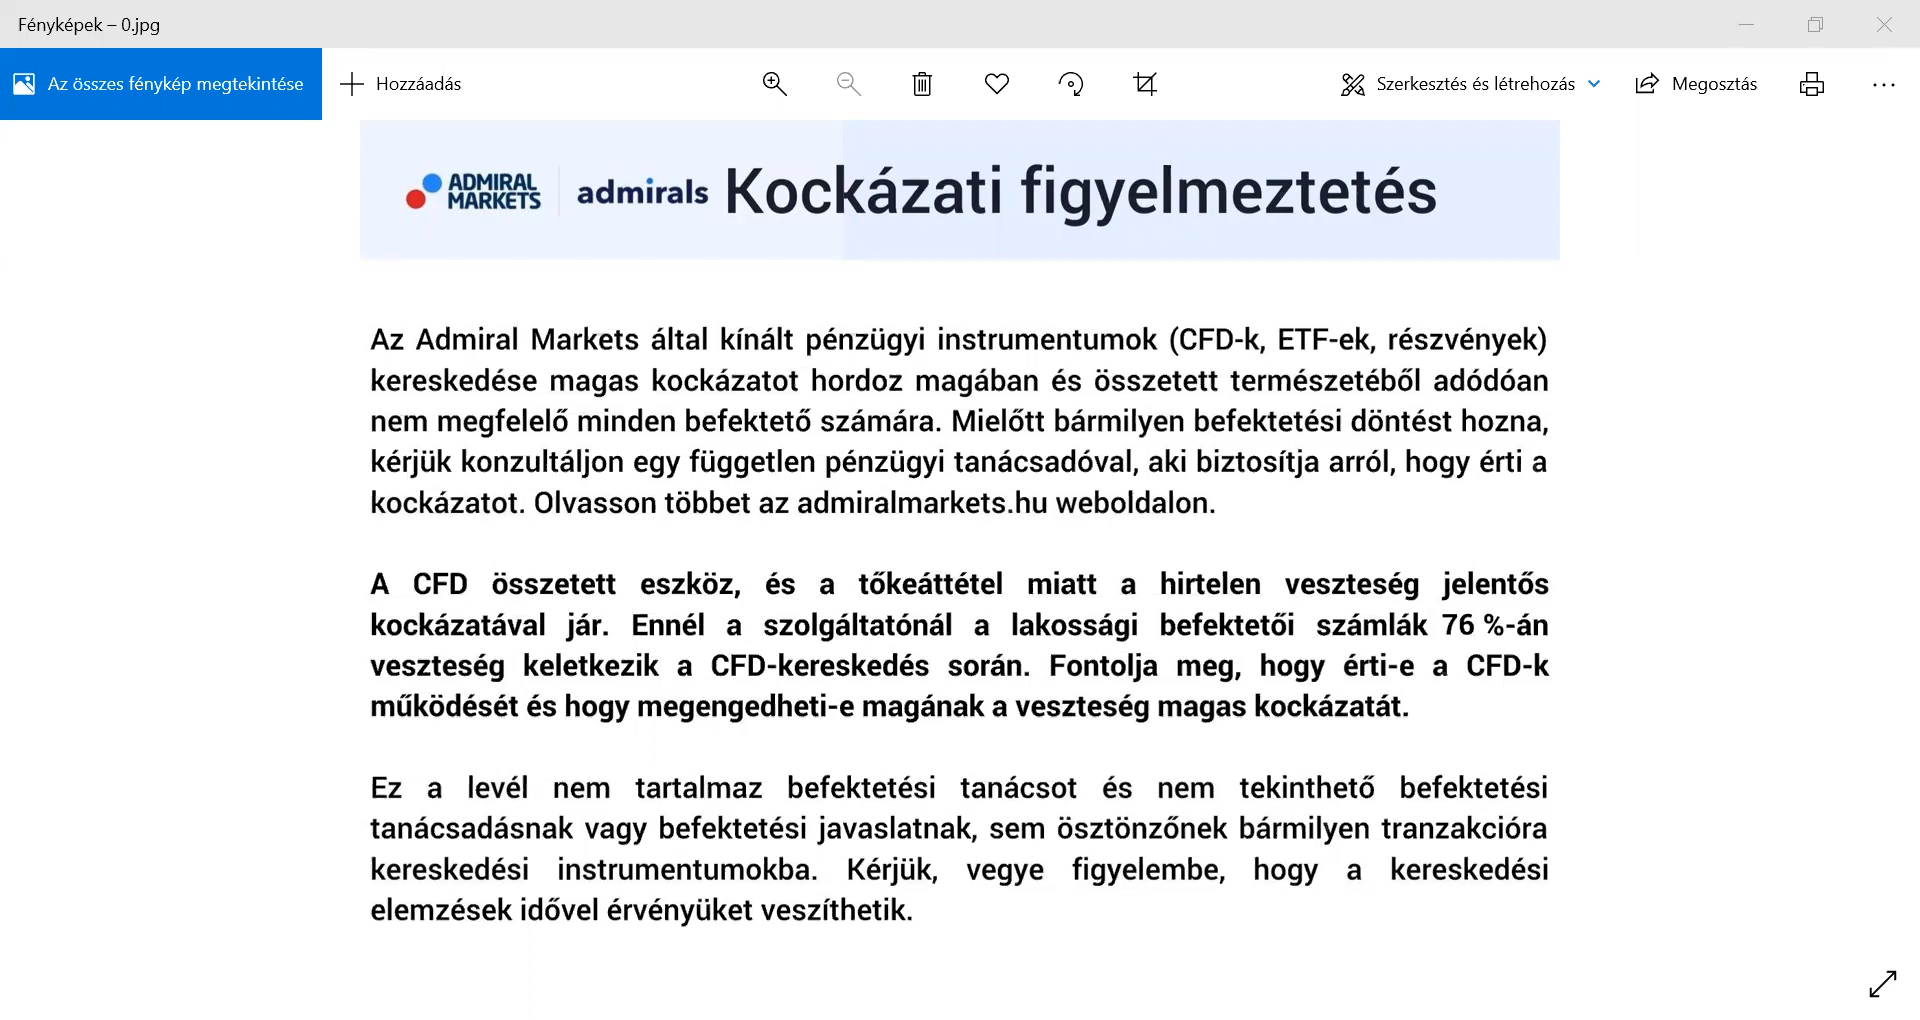 Fényképek – 0.jpg
Az összes fénykép megtekintése
Hozzáadás
Szerkesztés és létrehozás
Megosztás
ADMIRAL
MARKETS
admirals
Kockázati figyelmeztetés
Az Admiral Markets által kínált pénzügyi instrumentumok (CFD-k, ETF-ek, részvények)
kereskedése magas kockázatot hordoz magában és összetett természetéből adódóan
nem megfelelő minden befektető számára. Mielőtt bármilyen befektetési döntést hozna,
kérjük konzultáljon egy független pénzügyi tanácsadóval, aki biztosítja arról, hogy érti a
kockázatot. Olvasson többet az admiralmarkets.hu weboldalon.
A CFD összetett eszköz, és a tőkeáttétel miatt a hirtelen veszteség jelentős
kockázatával jár. Ennél a szolgáltatónál a lakossági befektetői számlák 76 %-án
veszteség keletkezik a CFD-kereskedés során. Fontolja meg, hogy érti-e a CFD-k
működését és hogy megengedheti-e magának a veszteség magas kockázatát.
Ez a levél nem tartalmaz befektetési tanácsot és nem tekinthető befektetési
tanácsadásnak vagy befektetési javaslatnak, sem ösztönzőnek bármilyen tranzakcióra
kereskedési instrumentumokba. Kérjük, vegye figyelembe, hogy a kereskedési
elemzések idővel érvényüket veszíthetik.